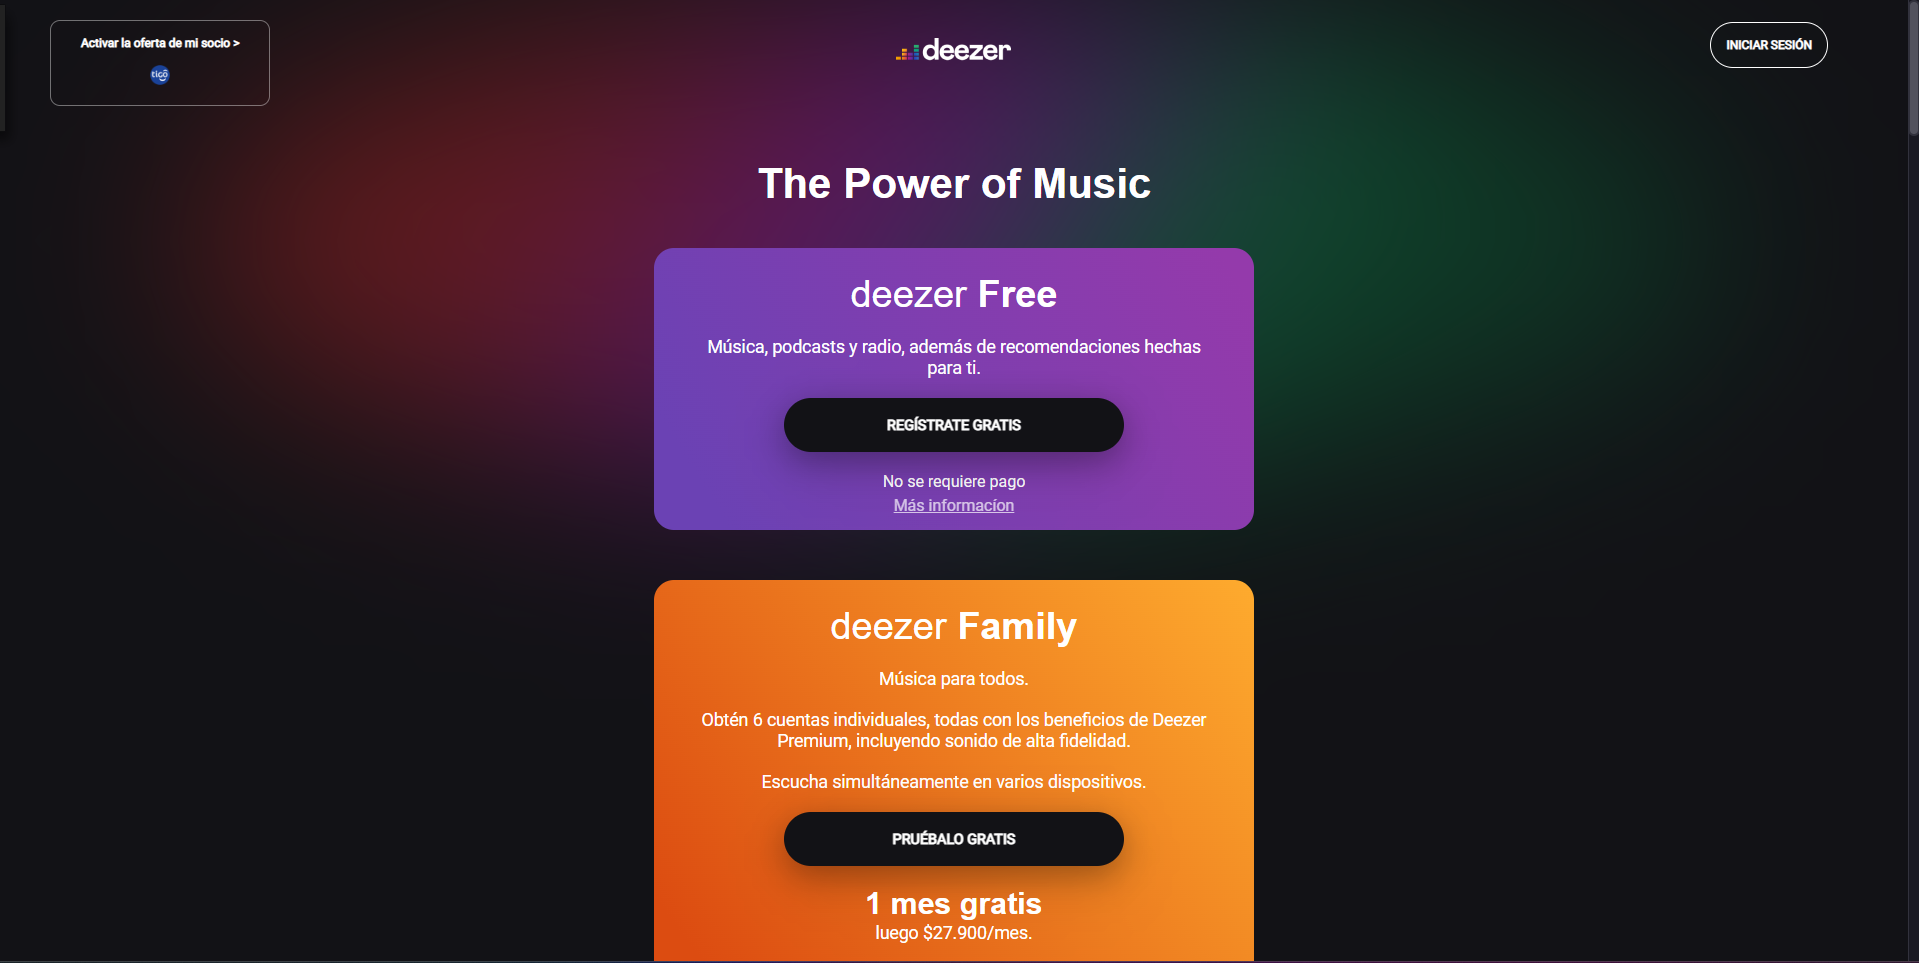 Activar la oferta de mi socio >
tigo
deezer
INICIAR SESIÓN
The Power of Music
deezer Free
Música, podcasts y radio, además de recomendaciones hechas
para ti.
REGÍSTRATE GRATIS
No se requiere pago
Más informacíon
deezer Family
Música para todos.
Obtén 6 cuentas individuales, todas con los beneficios de Deezer
Premium, incluyendo sonido de alta fidelidad.
Escucha simultáneamente en varios dispositivos.
PRUÉBALO GRATIS
1 mes gratis
luego $27.900/mes.